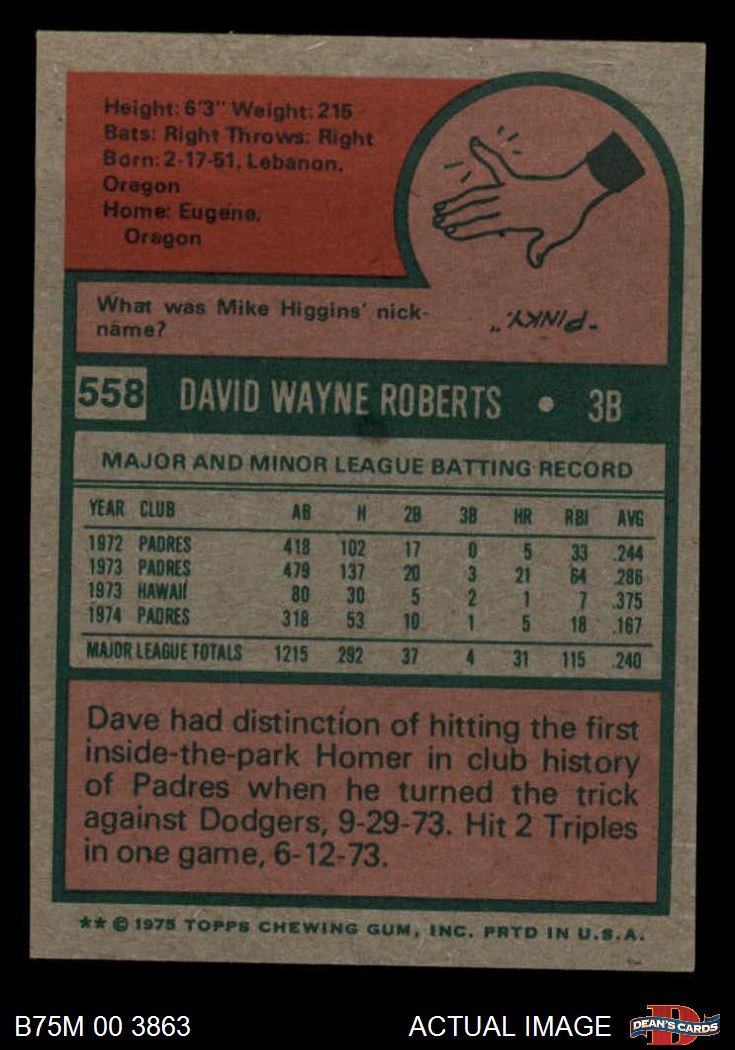 Height: 6'3" Weight: 215
Bats: Right Throws: Right
Born: 2-17-51, Lebanon,
Oregon
Home: Eugene,
Oregon
What was Mike Higgins' nick-
name?
"PINKY."
558 DAVID WAYNE ROBERTS • 3B
MAJOR AND MINOR LEAGUE BATTING RECORD
YEAR CLUB AB H 2B 3B HR RBI AVG
1972 PADRES 418 102 17 0 5 33 .244
1973 PADRES 479 137 20 3 21 64 .286
1973 HAWAII 80 30 5 2 1 7 .375
1974 PADRES 318 53 10 1 5 18 .167
MAJOR LEAGUE TOTALS 1215 292 37 4 31 115 .240
Dave had distinction of hitting the first
inside-the-park Homer in club history
of Padres when he turned the trick
against Dodgers, 9-29-73. Hit 2 Triples
in one game, 6-12-73.
** © 1975 TOPPS CHEWING GUM, INC. PRTD IN U.S.A.
B75M 00 3863 ACTUAL IMAGE
D
DEAN'S CARDS